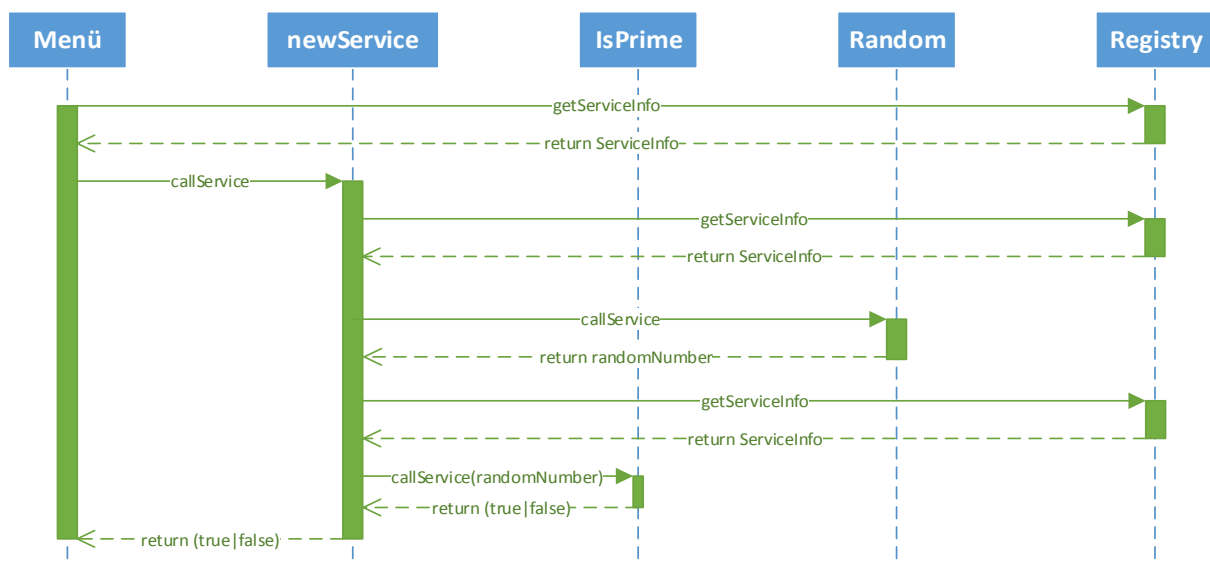 Menü
newService
IsPrime
Random
Registry
getServiceInfo
return ServiceInfo
callService
getServiceInfo
return ServiceInfo
callService
return randomNumber
getServiceInfo
return ServiceInfo
callService(randomNumber)
return (true|false)
return (true|false)